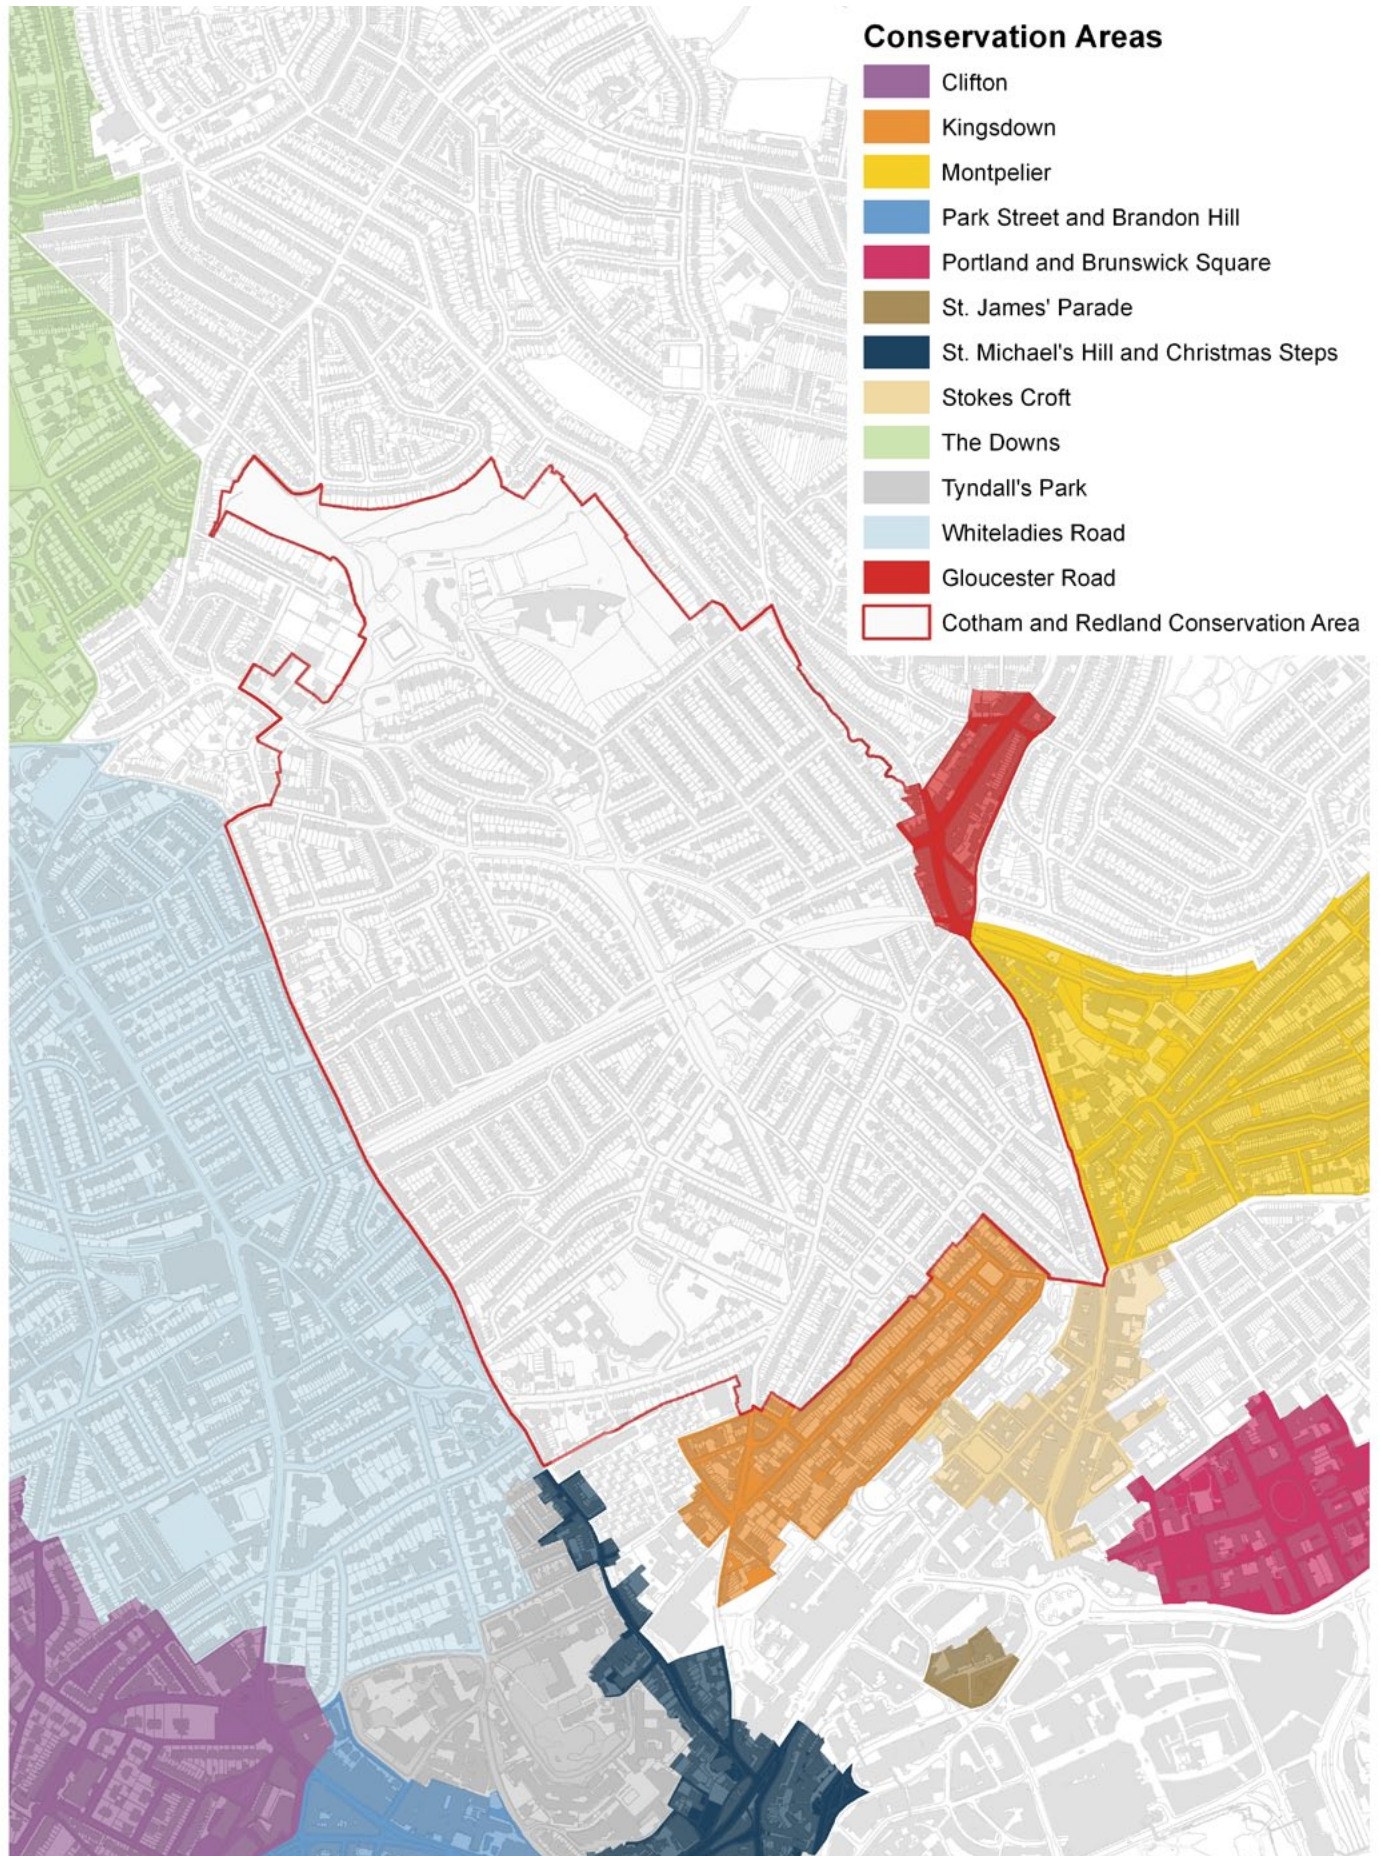 Conservation Areas
Clifton
Kingsdown
Montpelier
Park Street and Brandon Hill
Portland and Brunswick Square
St. James' Parade
St. Michael's Hill and Christmas Steps
Stokes Croft
The Downs
Tyndall's Park
Whiteladies Road
Gloucester Road
Cotham and Redland Conservation Area